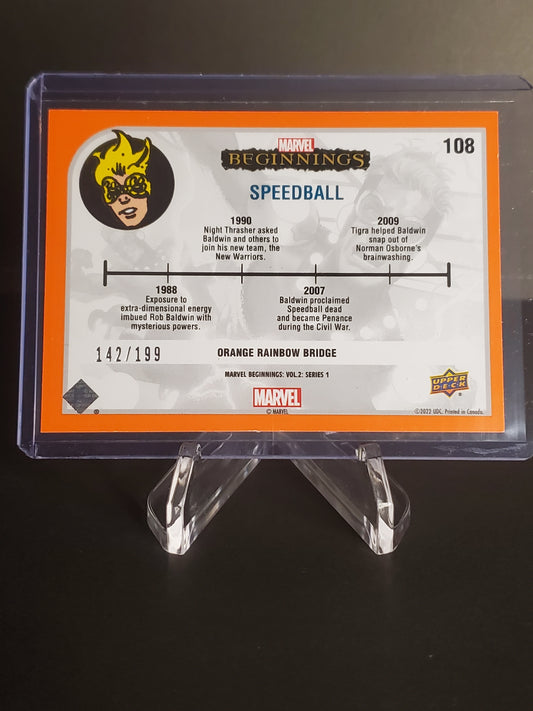 MARVEL
BEGINNINGS
108
SPEEDBALL
1990
Night Thrasher asked
Baldwin and others to
join his new team, the
New Warriors.
2009
Tigra helped Baldwin
snap out of
Norman Osborne's
brainwashing.
1988
Exposure to
extra-dimensional energy
imbued Rob Baldwin with
mysterious powers.
2007
Baldwin proclaimed
Speedball dead
and became Penance
during the Civil War.
142/199
ORANGE RAINBOW BRIDGE
MARVEL BEGINNINGS: VOL.2: SERIES 1
UPPER
DECK
®
MARVEL
® 
© MARVEL
©2022 UDC. Printed in Canada.